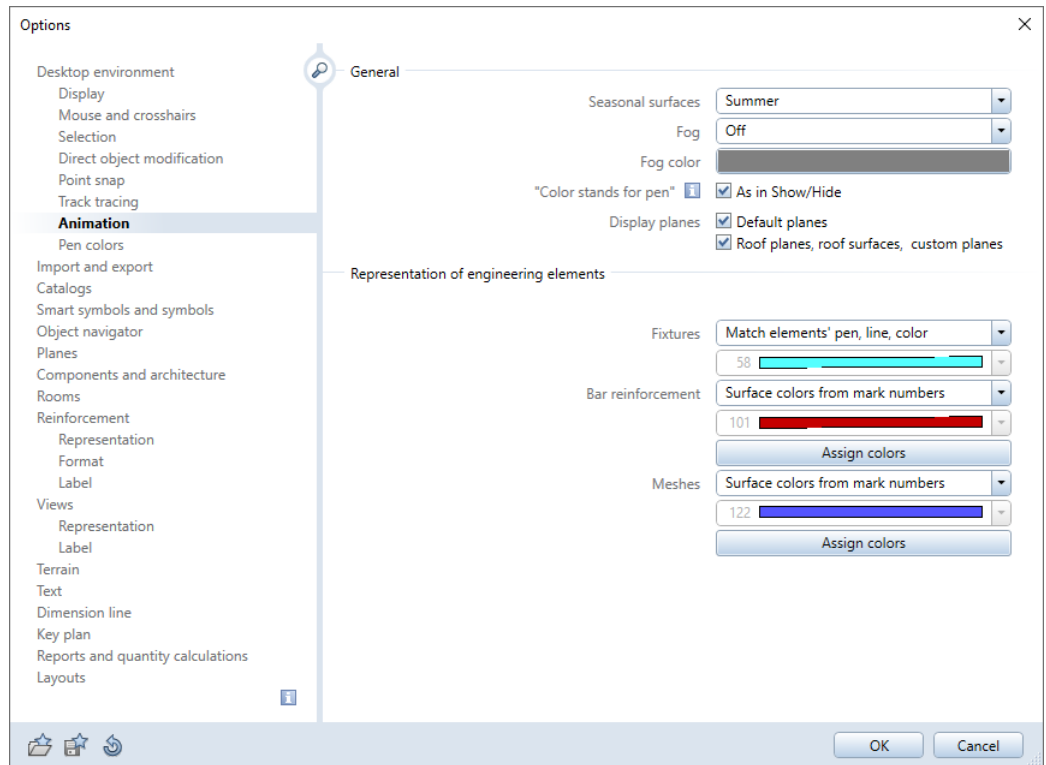 Options
Desktop environment
Display
Mouse and crosshairs
Selection
Direct object modification
Point snap
Track tracing
Animation
Pen colors
Import and export
Catalogs
Smart symbols and symbols
Object navigator
Planes
Components and architecture
Rooms
Reinforcement
Representation
Format
Label
Views
Representation
Label
Terrain
Text
Dimension line
Key plan
Reports and quantity calculations
Layouts
General
Seasonal surfaces Summer
Fog Off
Fog color
"Color stands for pen" As in Show/Hide
Display planes Default planes
Roof planes, roof surfaces, custom planes
Representation of engineering elements
Fixtures Match elements' pen, line, color
58
Bar reinforcement Surface colors from mark numbers
101
Assign colors
Meshes Surface colors from mark numbers
122
Assign colors
OK Cancel